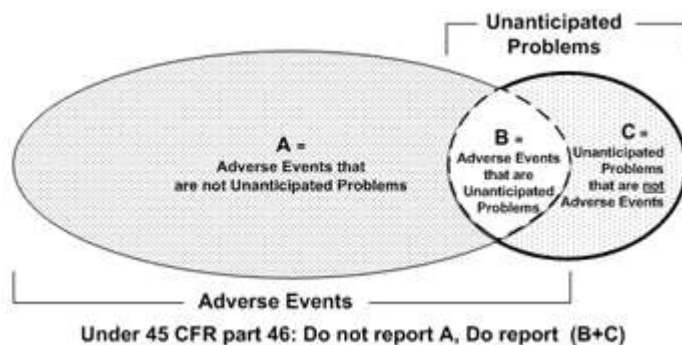 Unanticipated
Problems
A =
Adverse Events that
are not Unanticipated Problems
B =
Adverse Events
that are
Unanticipated
Problems
C =
Unanticipated
Problems
that are not
Adverse Events
Adverse Events
Under 45 CFR part 46: Do not report A, Do report (B+C)